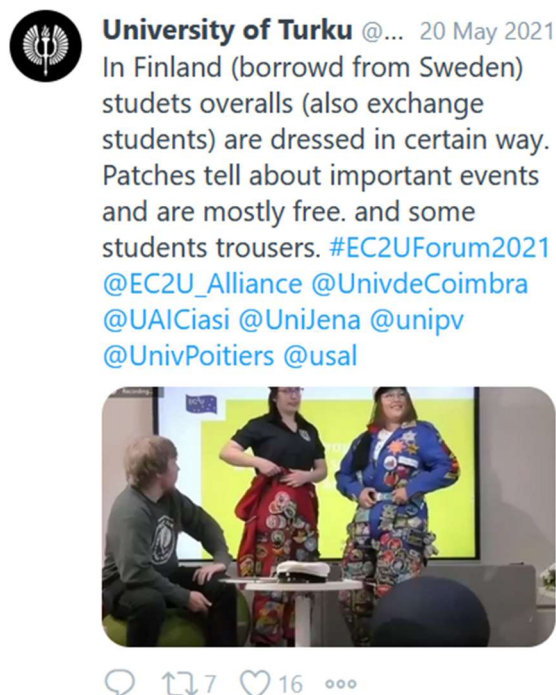 University of Turku @... 20 May 2021
In Finland (borrowd from Sweden)
studets overalls (also exchange
students) are dressed in certain way.
Patches tell about important events
and are mostly free. and some
students trousers. #EC2UForum2021
@EC2U_Alliance @UnivdeCoimbra
@UAICiasi @UniJena @unipv
@UnivPoitiers @usal
Recording...
EC2U
7 16